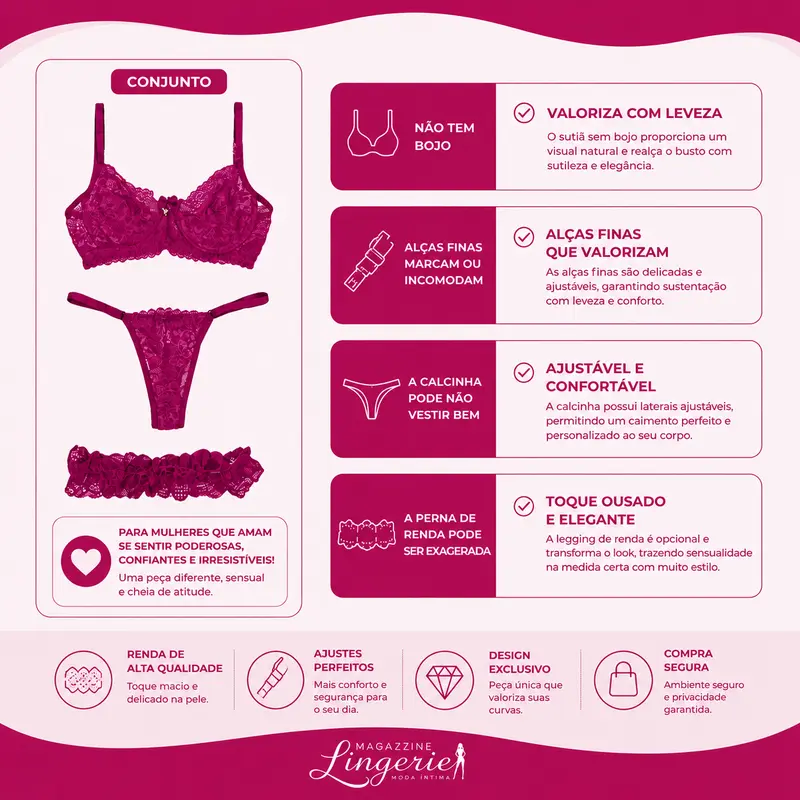 CONJUNTO
PARA MULHERES QUE AMAM
SE SENTIR PODEROSAS,
CONFIANTES E IRRESISTÍVEIS!
Uma peça diferente, sensual
e cheia de atitude.
NÃO TEM
BOJO
VALORIZA COM LEVEZA
O sutiã sem bojo proporciona um
visual natural e realça o busto com
sutileza e elegância.
ALÇAS FINAS
MARCAM OU
INCOMODAM
ALÇAS FINAS
QUE VALORIZAM
As alças finas são delicadas e
ajustáveis, garantindo sustentação
com leveza e conforto.
A CALCINHA
PODE NÃO
VESTIR BEM
AJUSTÁVEL E
CONFORTÁVEL
A calcinha possui laterais ajustáveis,
permitindo um caimento perfeito e
personalizado ao seu corpo.
A PERNA DE
RENDA PODE
SER EXAGERADA
TOQUE OUSADO
E ELEGANTE
A legging de renda é opcional e
transforma o look, trazendo sensualidade
na medida certa com muito estilo.
RENDA DE
ALTA QUALIDADE
Toque macio e
delicado na pele.
AJUSTES
PERFEITOS
Mais conforto e
segurança para
o seu dia.
DESIGN
EXCLUSIVO
Peça única que
valoriza suas
curvas.
COMPRA
SEGURA
Ambiente seguro
e privacidade
garantida.
MAGAZZINE
Lingerie
MODA ÍNTIMA